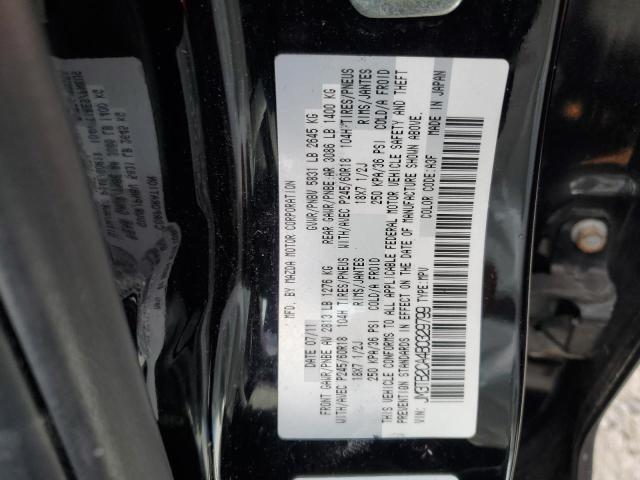 MFD. BY MAZDA MOTOR CORPORATION
DATE 07/11 GVWR/PNBV 5831 LB 2645 KG
FRONT GAWR/PNBE AV 2813 LB 1276 KG REAR GAWR/PNBE AR 3086 LB 1400 KG
WITH/AVEC P245/60R18 104H TIRES/PNEUS WITH/AVEC P245/60R18 104H TIRES/PNEUS
18X7 1/2J RIMS/JANTES 18X7 1/2J RIMS/JANTES
250 KPA/36 PSI COLD/A FROID 250 KPA/36 PSI COLD/A FROID
THIS VEHICLE CONFORMS TO ALL APPLICABLE FEDERAL MOTOR VEHICLE SAFETY AND THEFT
PREVENTION STANDARDS IN EFFECT ON THE DATE OF MANUFACTURE SHOWN ABOVE.
COLOR CODE: A3F MADE IN JAPAN
VIN: JM3TB2CA4B0329799 TYPE: MPV